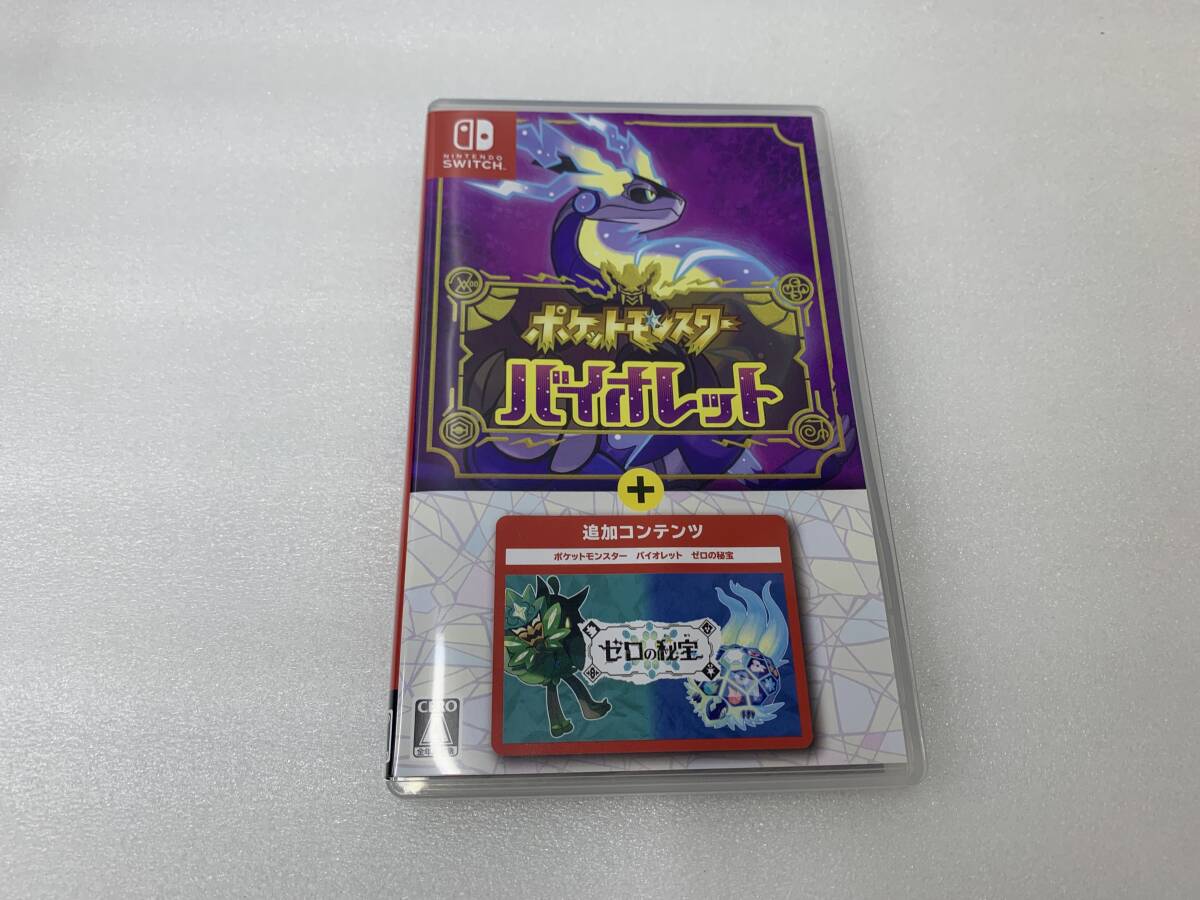 NINTENDO
SWITCH™
ポケットモンスター
バイオレット
+
追加コンテンツ
ポケットモンスター バイオレット ゼロの秘宝
ゼロの秘宝
CERO
A